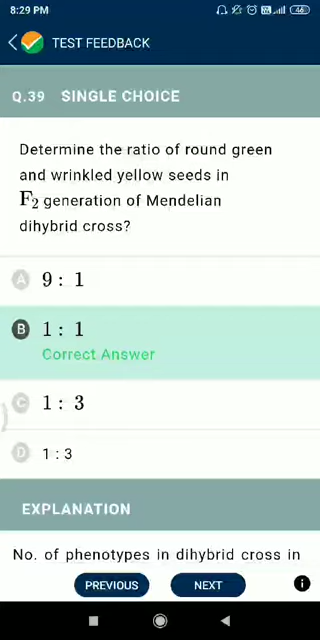 8:29 PM
46
TEST FEEDBACK
Q.39 SINGLE CHOICE
Determine the ratio of round green
and wrinkled yellow seeds in
F₂ generation of Mendelian
dihybrid cross?
A 9 : 1
B 1 : 1
Correct Answer
C 1 : 3
D 1 : 3
EXPLANATION
No. of phenotypes in dihybrid cross in
PREVIOUS NEXT